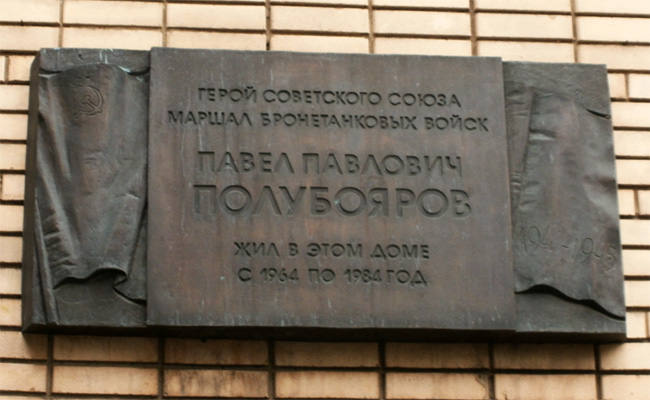 ГЕРОЙ СОВЕТСКОГО СОЮЗА
МАРШАЛ БРОНЕТАНКОВЫХ ВОЙСК
ПАВЕЛ ПАВЛОВИЧ
ПОЛУБОЯРОВ
ЖИЛ В ЭТОМ ДОМЕ
С 1964 ПО 1984 ГОД
1941-1945